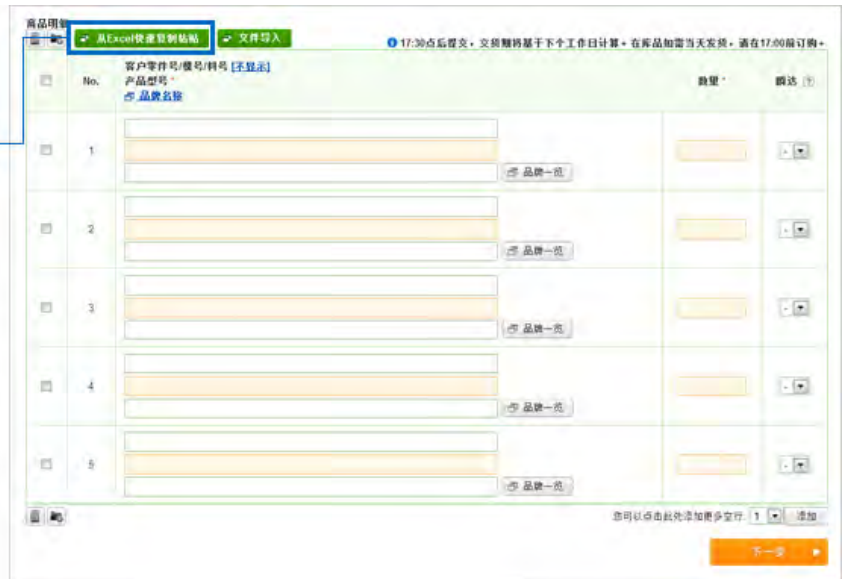 商品明细
从Excel快速复制粘贴 文件导入
17:30点后提交，交货期将基于下个工作日计算。在库品如需当天发货，请在17:00前订购。
No.
客户零件号/模号/料号 [不显示]
产品型号*
品牌名称
数量*
瞬达 [?]
1
品牌一览
-
2
品牌一览
-
3
品牌一览
-
4
品牌一览
-
5
品牌一览
-
您可以点击此处添加更多空行. 1 添加
下一步